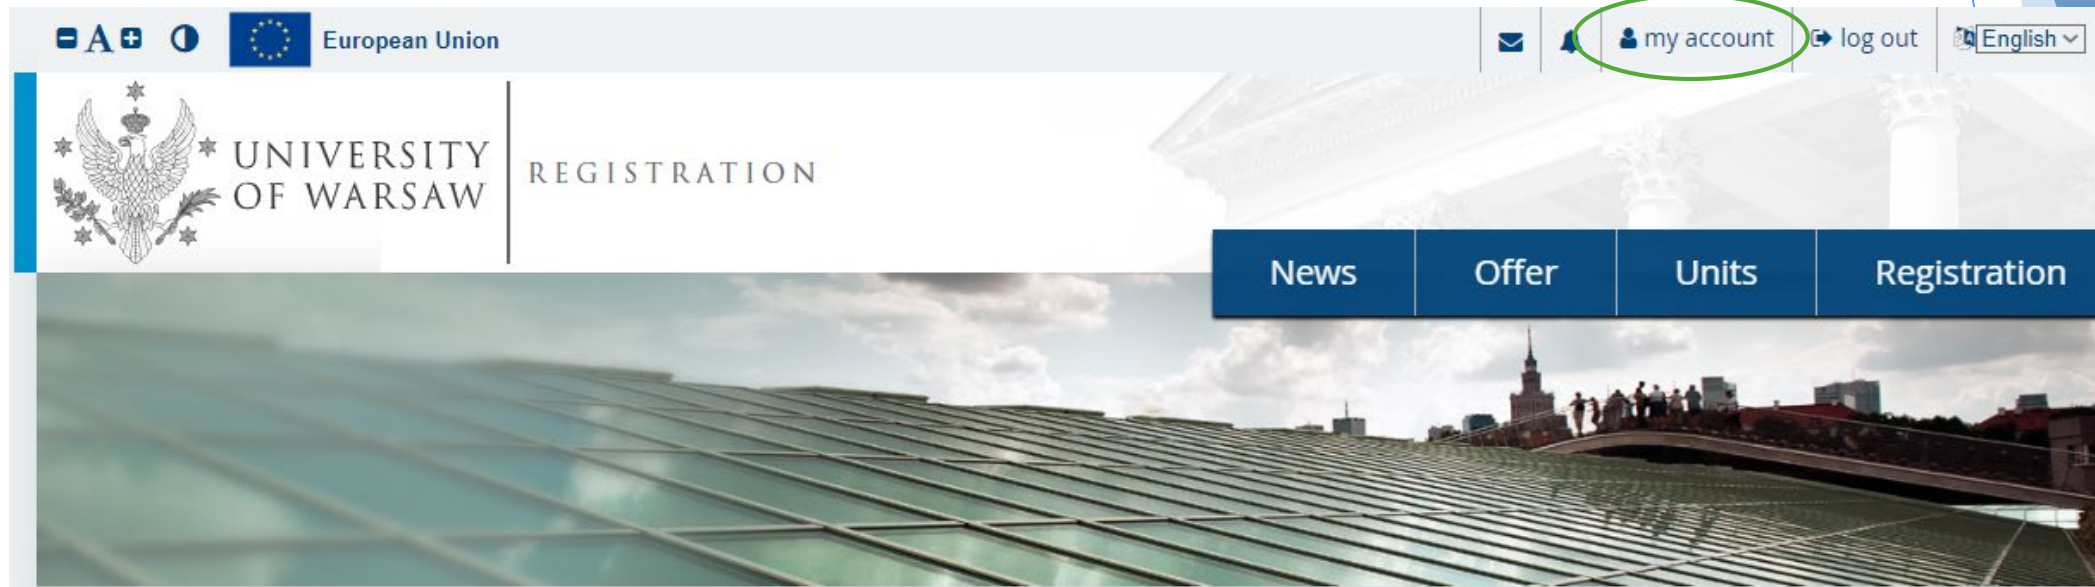 A
European Union
my account
log out
English
UNIVERSITY
OF WARSAW
REGISTRATION
News
Offer
Units
Registration